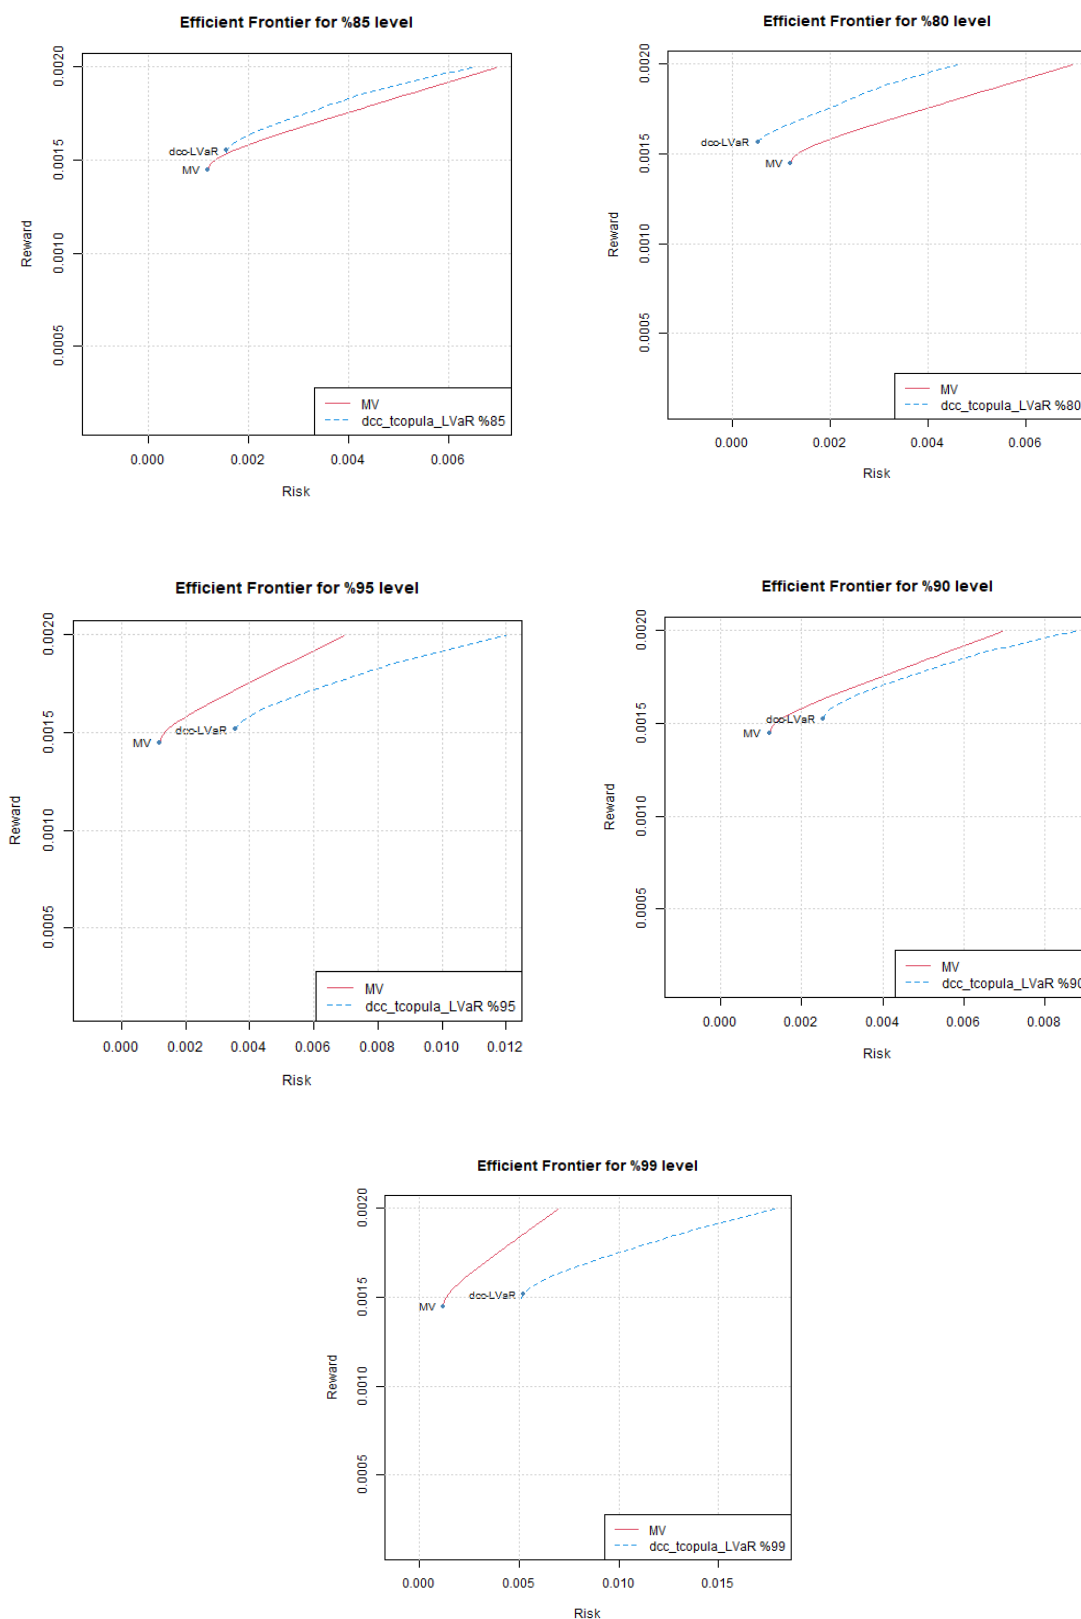 Efficient Frontier for %85 level
Reward
0.0020
0.0015
0.0010
0.0005
dcc-LVaR
MV
MV
dcc_tcopula_LVaR %85
0.000 0.002 0.004 0.006
Risk
Efficient Frontier for %80 level
Reward
0.0020
0.0015
0.0010
0.0005
dcc-LVaR
MV
MV
dcc_tcopula_LVaR %80
0.000 0.002 0.004 0.006
Risk
Efficient Frontier for %95 level
Reward
0.0020
0.0015
0.0010
0.0005
dcc-LVaR
MV
MV
dcc_tcopula_LVaR %95
0.000 0.002 0.004 0.006 0.008 0.010 0.012
Risk
Efficient Frontier for %90 level
Reward
0.0020
0.0015
0.0010
0.0005
dcc-LVaR
MV
MV
dcc_tcopula_LVaR %90
0.000 0.002 0.004 0.006 0.008
Risk
Efficient Frontier for %99 level
Reward
0.0020
0.0015
0.0010
0.0005
dcc-LVaR
MV
MV
dcc_tcopula_LVaR %99
0.000 0.005 0.010 0.015
Risk